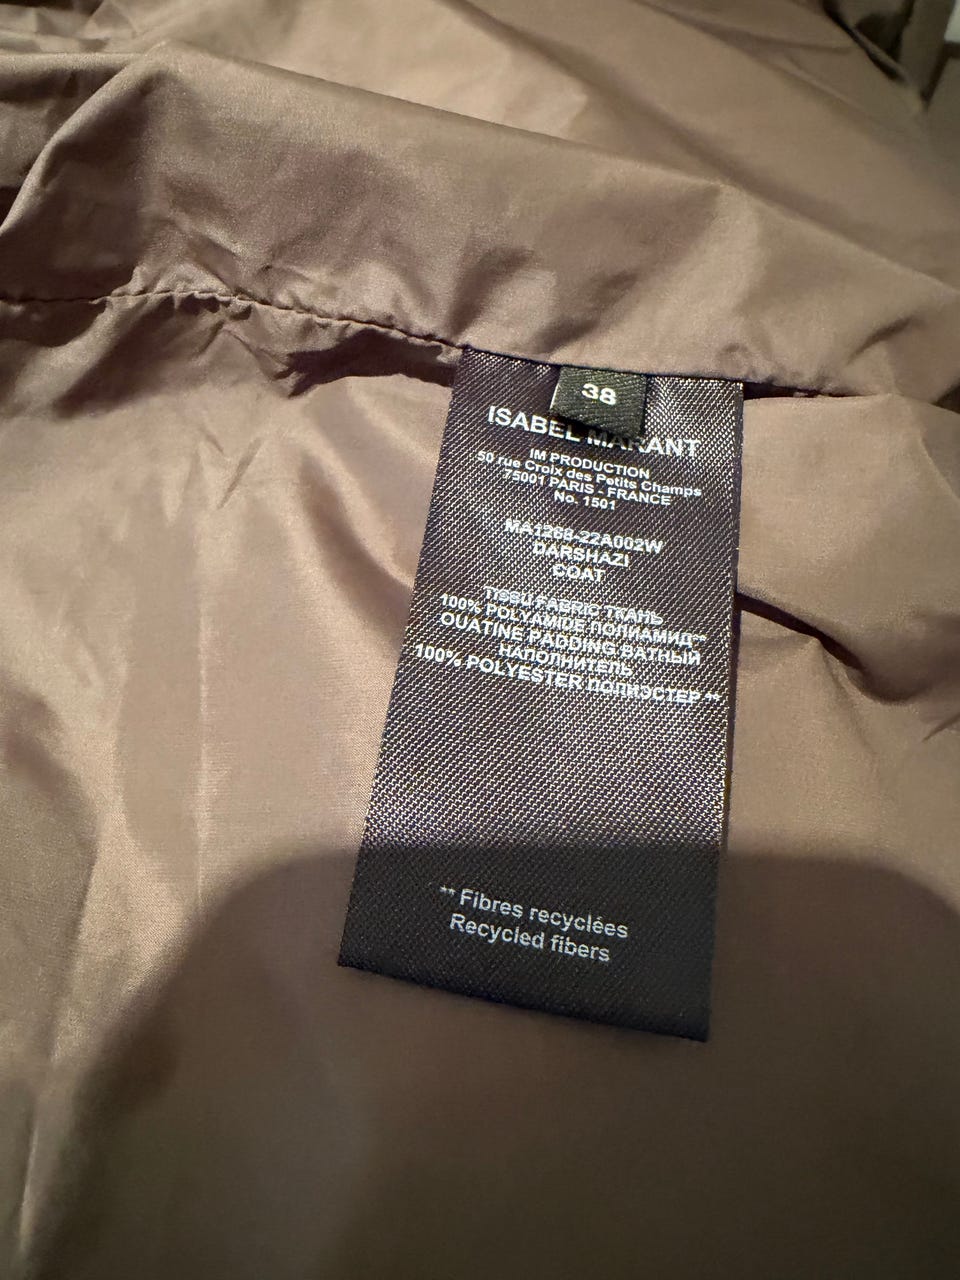 38
ISABEL MARANT
IM PRODUCTION
50 rue Croix des Petits Champs
75001 PARIS - FRANCE
No. 1501
MA1268-22A002W
DARSHAZI
COAT
TISSU FABRIC ТКАНЬ
100% POLYAMIDE ПОЛИАМИД**
OUATINE PADDING ВАТНЫЙ
НАПОЛНИТЕЛЬ
100% POLYESTER ПОЛИЭСТЕР**
** Fibres recyclées
Recycled fibers